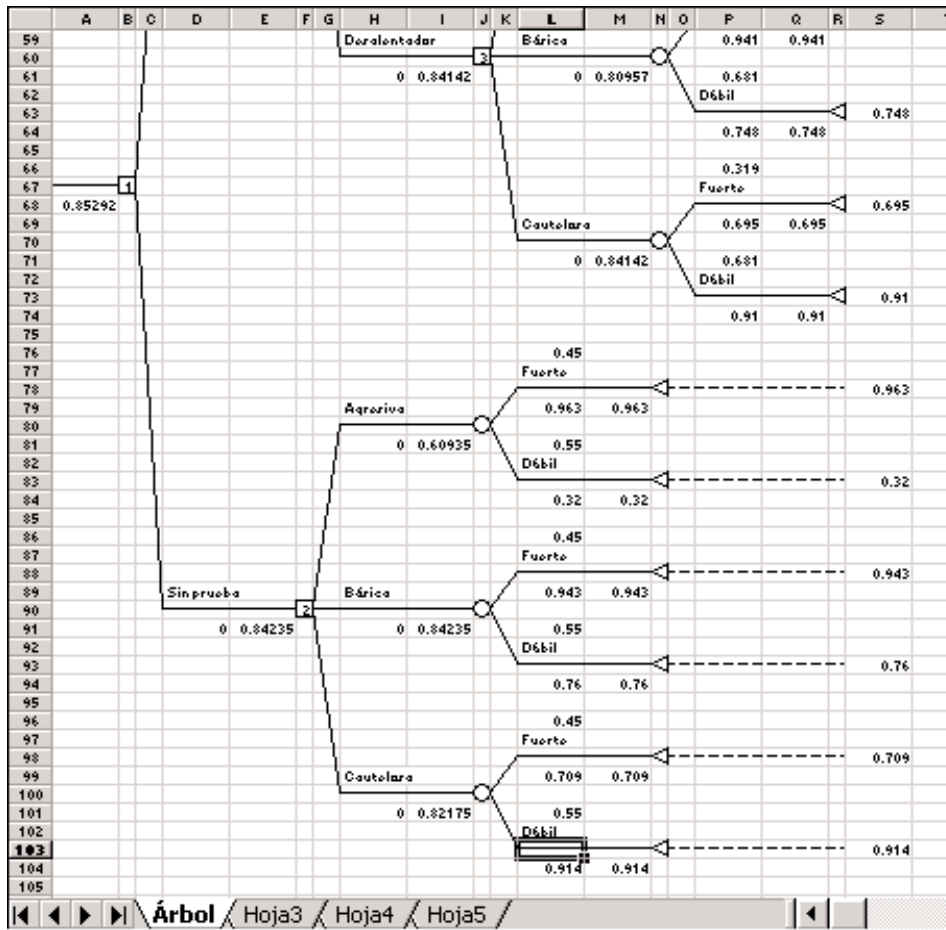 A B C D E F G H I J K L M N O P Q R S
59 Desalentador Básica 0.941 0.941
60 3
61 0 0.84142 0 0.80957 0.681
62 Débil
63 0.748
64 0.748 0.748
65
66 0.319
67 1 Fuerte
68 0.85292 0.695
69 Cautelosa 0.695 0.695
70
71 0 0.84142 0.681
72 Débil
73 0.91
74 0.91 0.91
75
76 0.45
77 Fuerte
78 0.963
79 Agresiva 0.963 0.963
80
81 0 0.60935 0.55
82 Débil
83 0.32
84 0.32 0.32
85
86 0.45
87 Fuerte
88 0.943
89 Sin prueba Básica 0.943 0.943
90 2
91 0 0.84235 0 0.84235 0.55
92 Débil
93 0.76
94 0.76 0.76
95
96 0.45
97 Fuerte
98 0.709
99 Cautelosa 0.709 0.709
100
101 0 0.82175 0.55
102 Débil
103 0.914
104 0.914 0.914
105
Árbol Hoja3 Hoja4 Hoja5